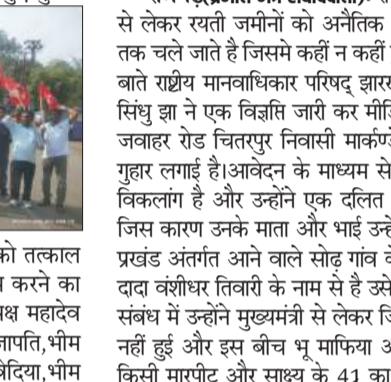 से लेकर रयती जमीनों को अनैतिक
तक चले जाते है जिसमे कहीं न कहीं
बाते राष्ट्रीय मानवाधिकार परिषद् झार
सिंधु झा ने एक विज्ञप्ति जारी कर मीडि
जवाहर रोड चितरपुर निवासी मार्कण्
गुहार लगाई है।आवेदन के माध्यम से
विकलांग है और उन्होंने एक दलित
जिस कारण उनके माता और भाई उन्हे
प्रखंड अंतर्गत आने वाले सोढ़ गांव
दादा वंशीधर तिवारी के नाम से है उसे
संबंध में उन्होंने मुख्यमंत्री से लेकर जि
नहीं हुई और इस बीच भू माफिया अ
किसी मारपीट और साक्ष्य के 41 का
को तत्काल
करने का
महादेव
जापति,भीम
वेदिया,भीम